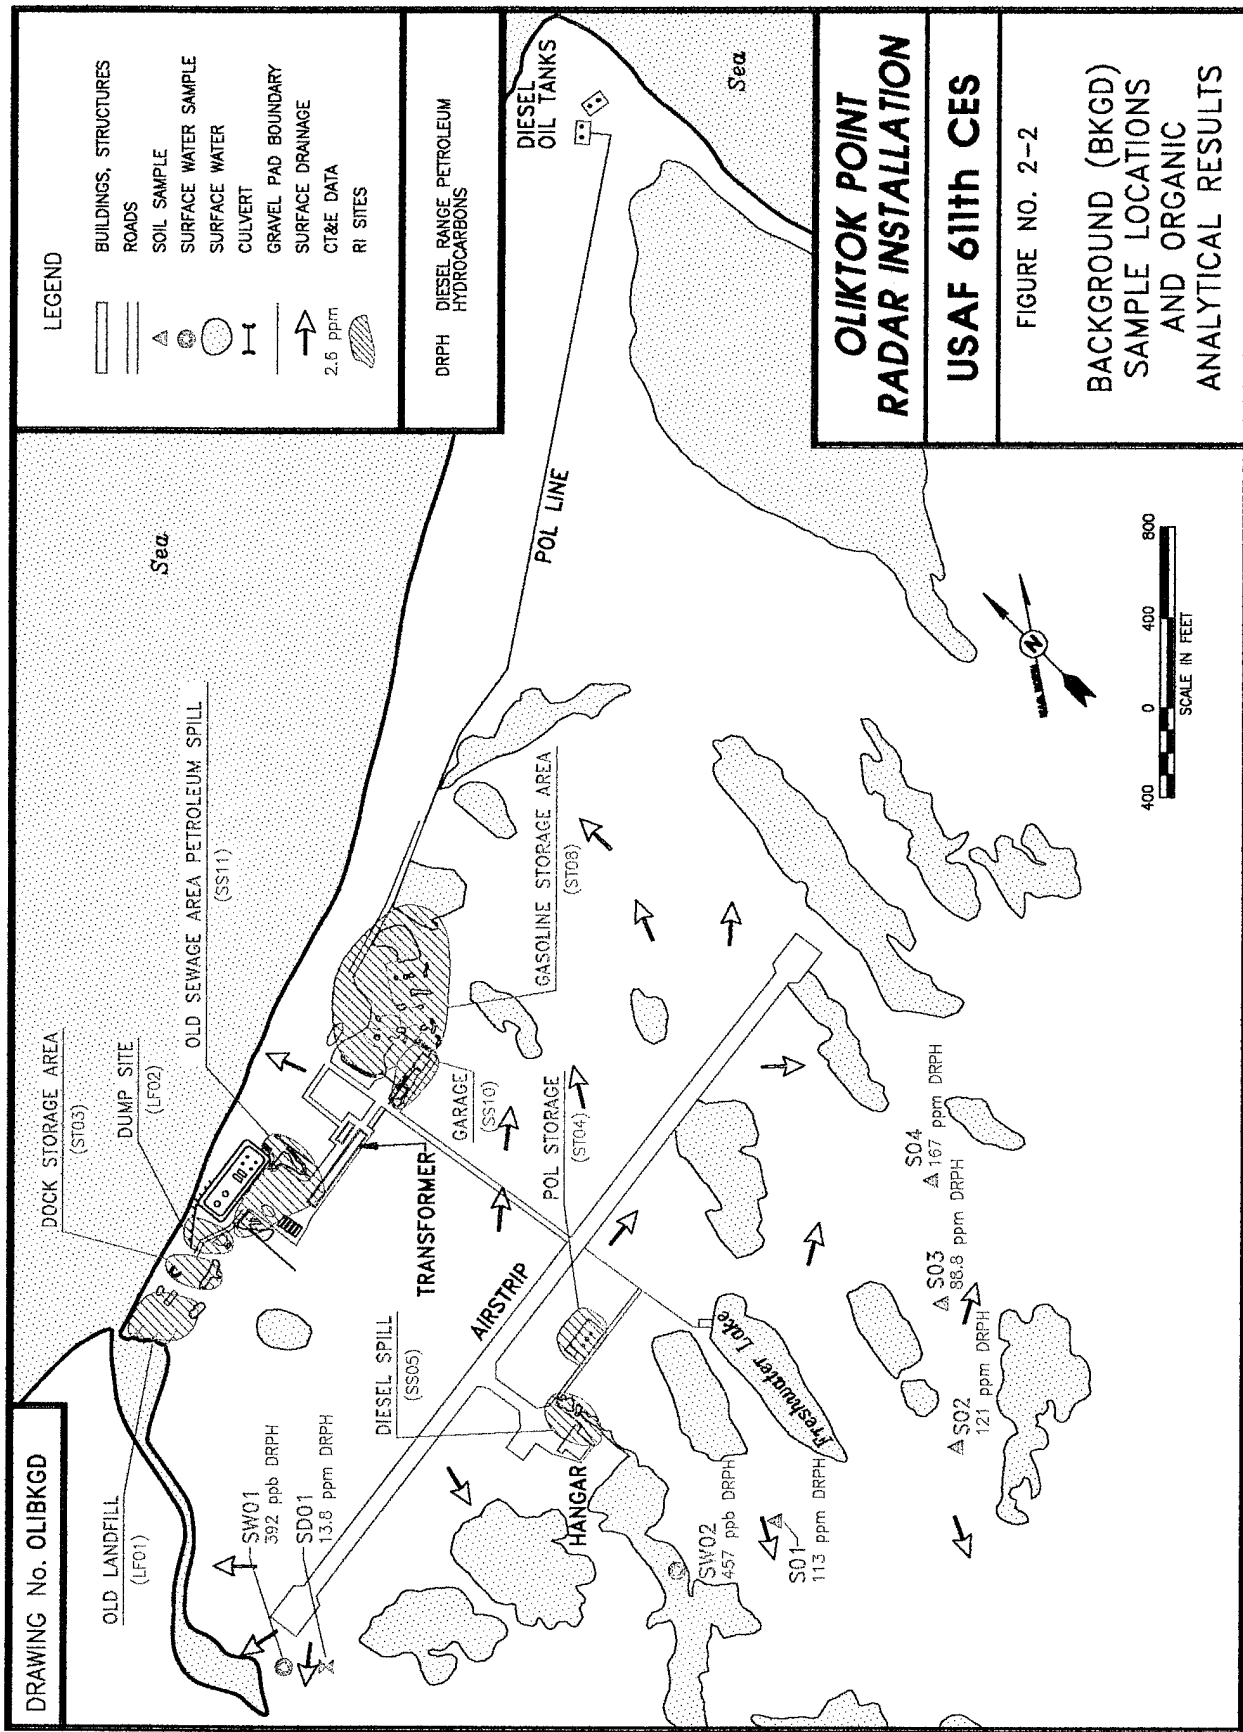 DRAWING No. OLIBKGD
LEGEND
BUILDINGS, STRUCTURES
ROADS
SOIL SAMPLE
SURFACE WATER SAMPLE
SURFACE WATER
CULVERT
GRAVEL PAD BOUNDARY
SURFACE DRAINAGE
2.5 ppm CT&E DATA
RI SITES
DRPH DIESEL RANGE PETROLEUM
HYDROCARBONS
Sea
Sea
DIESEL
OIL TANKS
POL LINE
OLD LANDFILL
(LF01)
DOCK STORAGE AREA
(ST03)
DUMP SITE
(LF02)
OLD SEWAGE AREA PETROLEUM SPILL
(SS11)
GASOLINE STORAGE AREA
(ST08)
GARAGE
(SS10)
TRANSFORMER
POL STORAGE
(ST04)
AIRSTRIP
DIESEL SPILL
(SS05)
HANGAR
Freshwater Lake
SW01
392 ppb DRPH
SD01
13.8 ppm DRPH
SW02
457 ppb DRPH
S01
113 ppm DRPH
S02
121 ppm DRPH
S03
88.8 ppm DRPH
S04
167 ppm DRPH
N
400 0 400 800
SCALE IN FEET
OLIKTOK POINT
RADAR INSTALLATION
USAF 611th CES
FIGURE NO. 2-2
BACKGROUND (BKGD)
SAMPLE LOCATIONS
AND ORGANIC
ANALYTICAL RESULTS